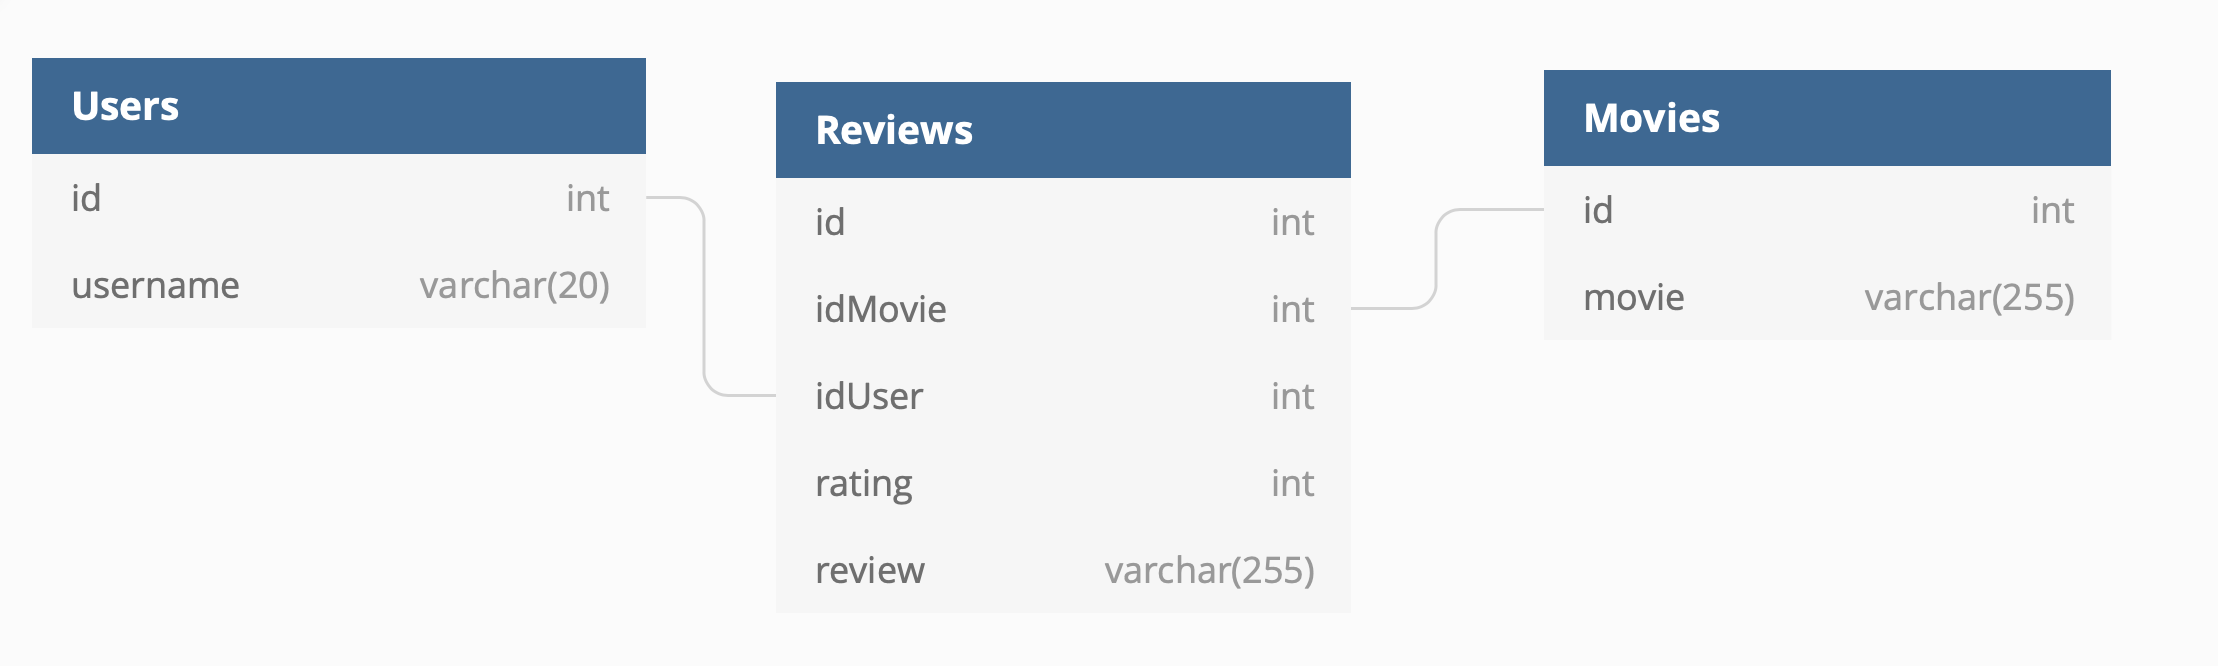 Users
id int
username varchar(20)
Reviews
id int
idMovie int
idUser int
rating int
review varchar(255)
Movies
id int
movie varchar(255)